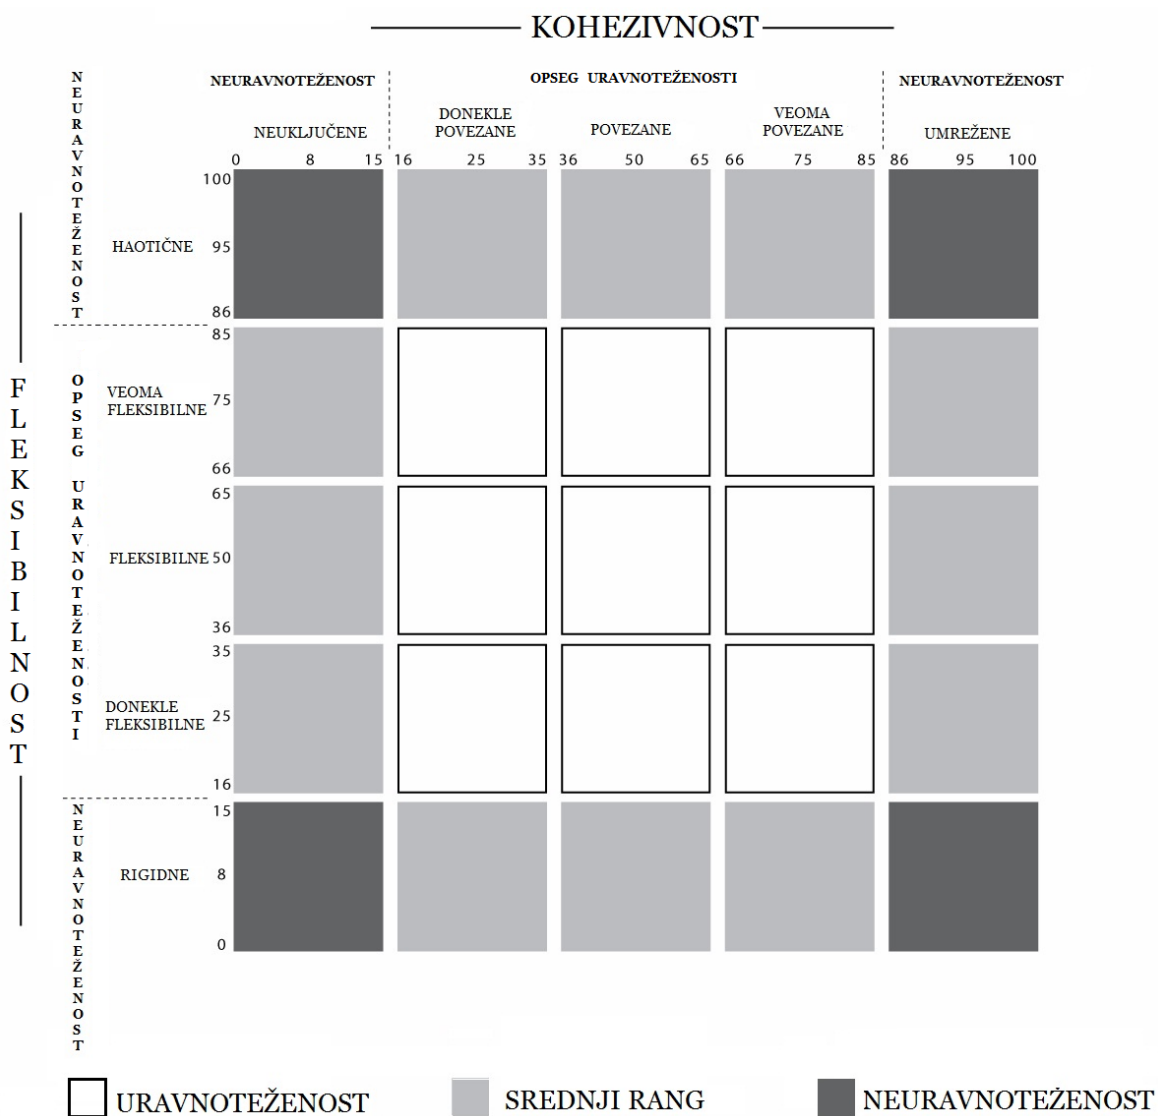 KOHEZIVNOST
NEURAVNOTEŽENOST OPSEG URAVNOTEŽENOSTI NEURAVNOTEŽENOST
NEUKLJUČENE
DONEKLE
POVEZANE
POVEZANE
VEOMA
POVEZANE
UMREŽENE
0 8 15 16 25 35 36 50 65 66 75 85 86 95 100
FLEKSIBILNOST
NEURAVNOTEŽENOST
HAOTIČNE
100
95
86
OPSEG URAVNOTEŽENOSTI
VEOMA
FLEKSIBILNE
85
75
66
FLEKSIBILNE
65
50
36
DONEKLE
FLEKSIBILNE
35
25
16
NEURAVNOTEŽENOST
RIGIDNE
15
8
0
URAVNOTEŽENOST SREDNJI RANG NEURAVNOTEŽENOST